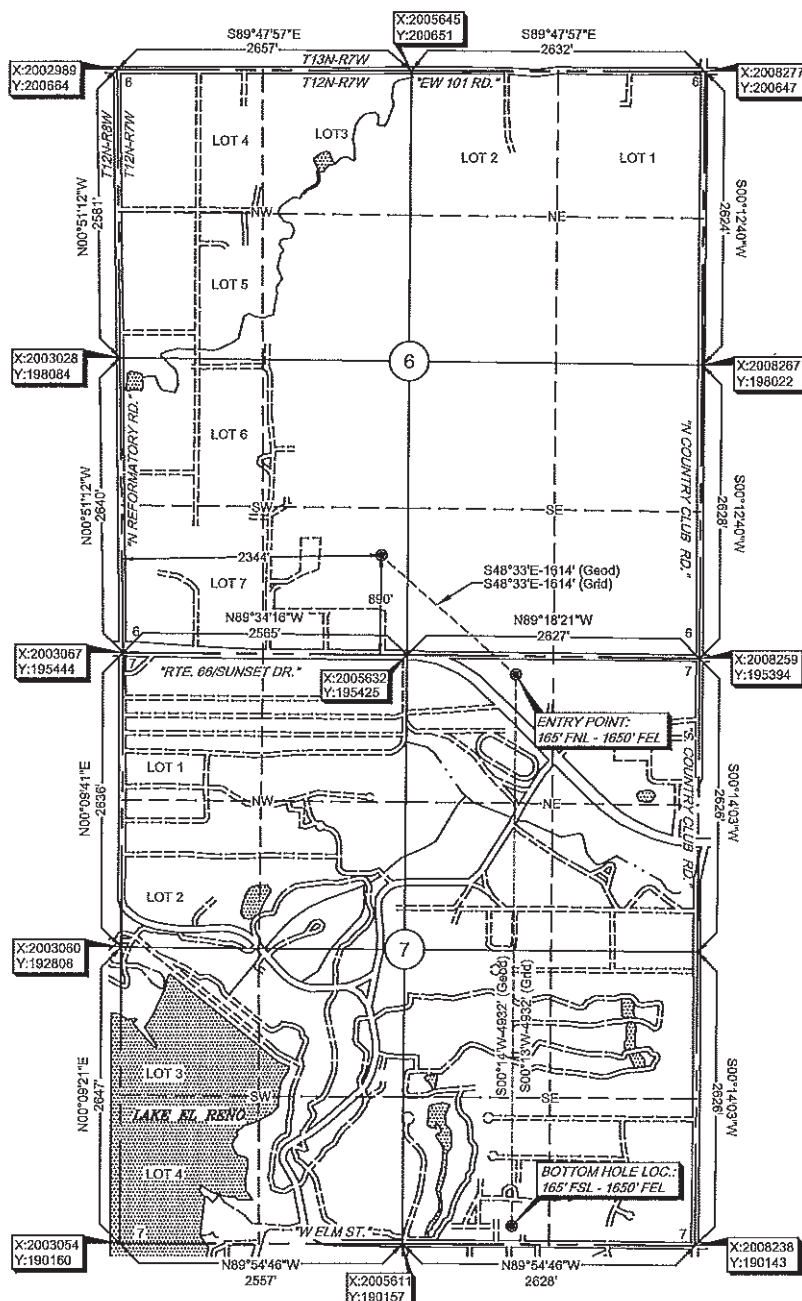 S89°47'57"E
2657'
X:2005645
Y:200651
S89°47'57"E
2632'
T13N-R7W
T12N-R7W
"EW 101 RD."
X:2002989
Y:200664
X:2008277
Y:200647
6
6
T12N-R8W
T12N-R7W
LOT 4
LOT3
LOT 2
LOT 1
N00°51'12"W
2581'
NW
NE
S00°12'40"W
2624'
LOT 5
X:2003028
Y:198084
6
X:2008267
Y:198022
"N REFORMATORY RD."
LOT 6
"N COUNTRY CLUB RD."
N00°51'12"W
2640'
SW
SE
S00°12'40"W
2628'
2344'
S48°33'E-1614' (Geod)
S48°33'E-1614' (Grid)
LOT 7
890'
N89°34'16"W
2565'
N89°18'21"W
2627'
6
6
X:2003067
Y:195444
7
"RTE. 66/SUNSET DR."
X:2005632
Y:195425
7
X:2008259
Y:195394
ENTRY POINT:
165' FNL - 1650' FEL
LOT 1
"S. COUNTRY CLUB RD."
N00°09'41"E
2636'
NW
NE
S00°14'03"W
2626'
LOT 2
X:2003060
Y:192808
7
S00°14'W-4932' (Geod)
S00°13'W-4932' (Grid)
LOT 3
N00°09'21"E
2647'
SW
SE
S00°14'03"W
2626'
LAKE EL RENO
LOT 4
BOTTOM HOLE LOC.:
165' FSL - 1650' FEL
7
"W ELM ST."
7
X:2003054
Y:190160
N89°54'46"W
2557'
X:2005611
Y:190157
N89°54'46"W
2628'
X:2008238
Y:190143